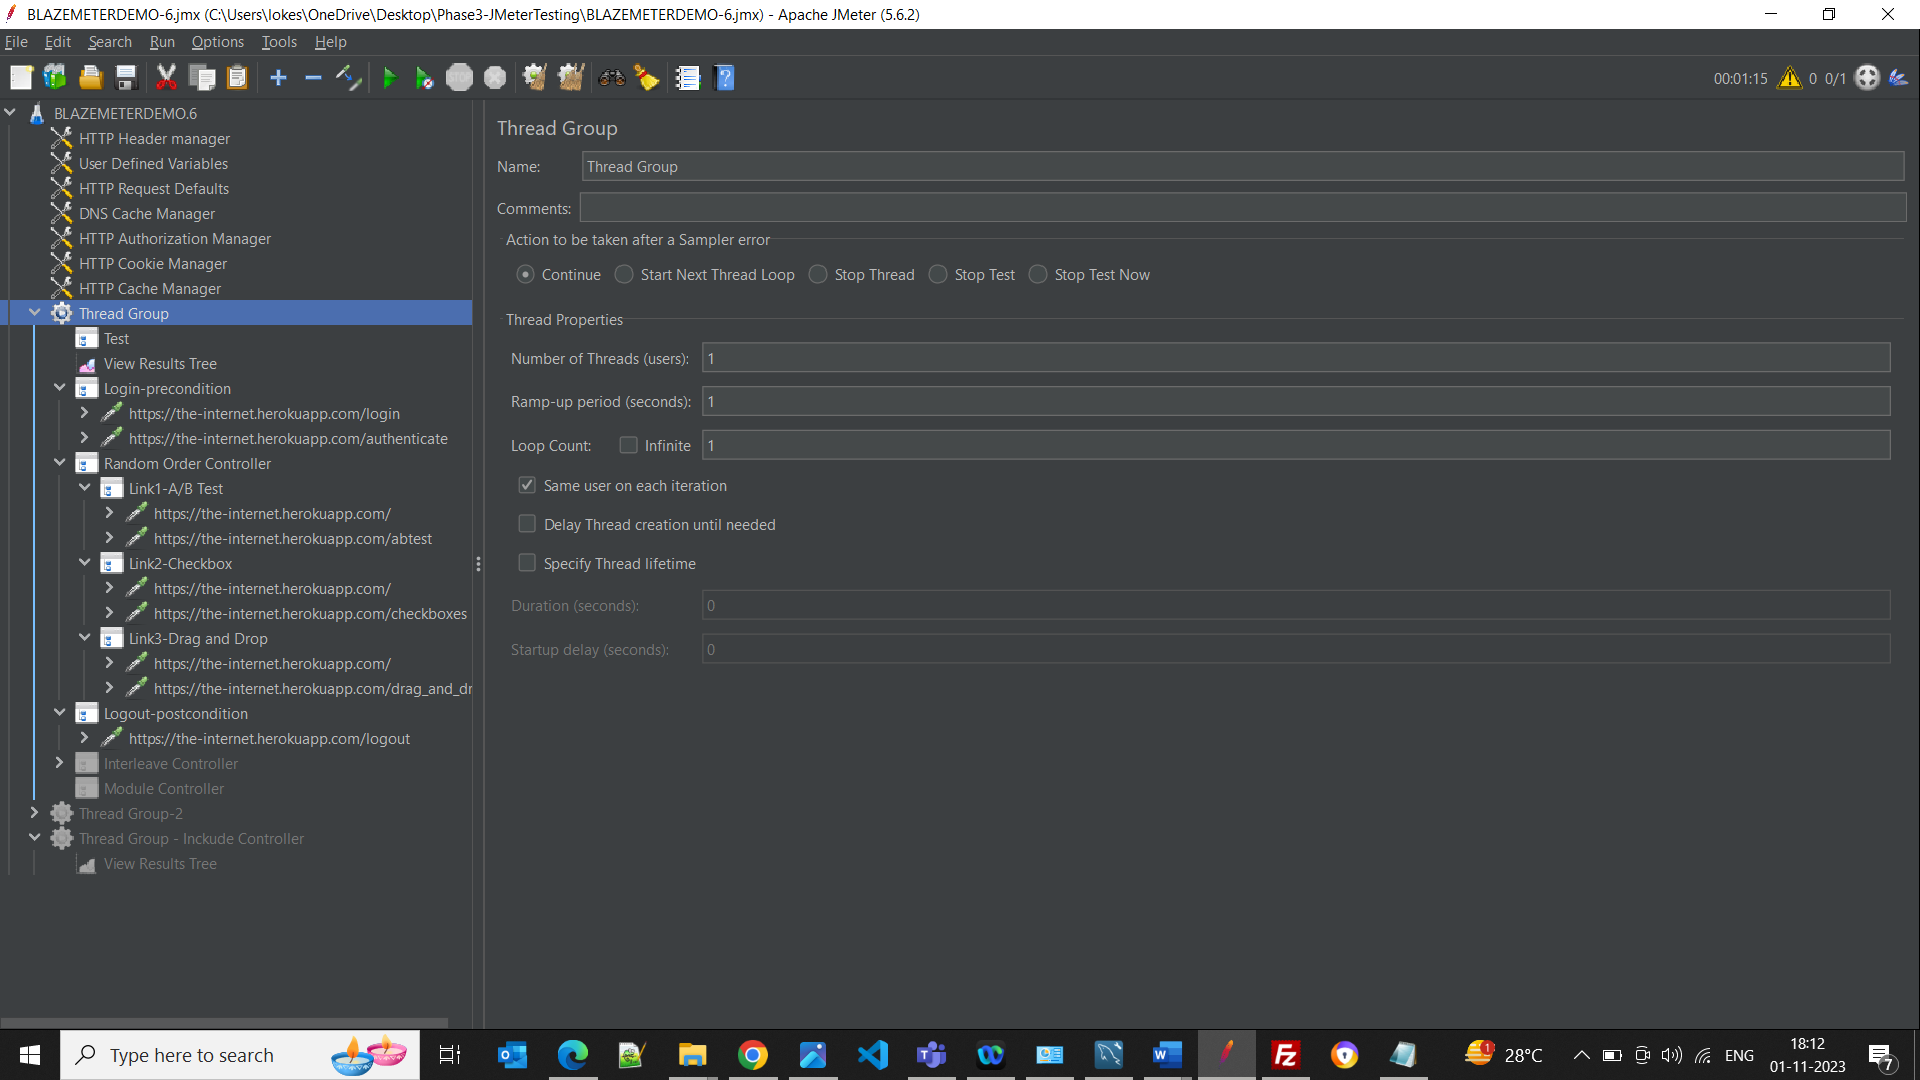 BLAZEMETERDEMO-6.jmx (C:\Users\lokes\OneDrive\Desktop\Phase3-JMeterTesting\BLAZEMETERDEMO-6.jmx) - Apache JMeter (5.6.2)
File Edit Search Run Options Tools Help
STOP
00:01:15 0 0/1
BLAZEMETERDEMO.6
HTTP Header manager
User Defined Variables
HTTP Request Defaults
DNS Cache Manager
HTTP Authorization Manager
HTTP Cookie Manager
HTTP Cache Manager
Thread Group
Test
View Results Tree
Login-precondition
https://the-internet.herokuapp.com/login
https://the-internet.herokuapp.com/authenticate
Random Order Controller
Link1-A/B Test
https://the-internet.herokuapp.com/
https://the-internet.herokuapp.com/abtest
Link2-Checkbox
https://the-internet.herokuapp.com/
https://the-internet.herokuapp.com/checkboxes
Link3-Drag and Drop
https://the-internet.herokuapp.com/
https://the-internet.herokuapp.com/drag_and_dr
Logout-postcondition
https://the-internet.herokuapp.com/logout
Interleave Controller
Module Controller
Thread Group-2
Thread Group - Inckude Controller
View Results Tree
Thread Group
Name: Thread Group
Comments:
Action to be taken after a Sampler error
Continue Start Next Thread Loop Stop Thread Stop Test Stop Test Now
Thread Properties
Number of Threads (users): 1
Ramp-up period (seconds): 1
Loop Count: Infinite 1
Same user on each iteration
Delay Thread creation until needed
Specify Thread lifetime
Duration (seconds): 0
Startup delay (seconds): 0
Type here to search
28°C
ENG
18:12
01-11-2023
7